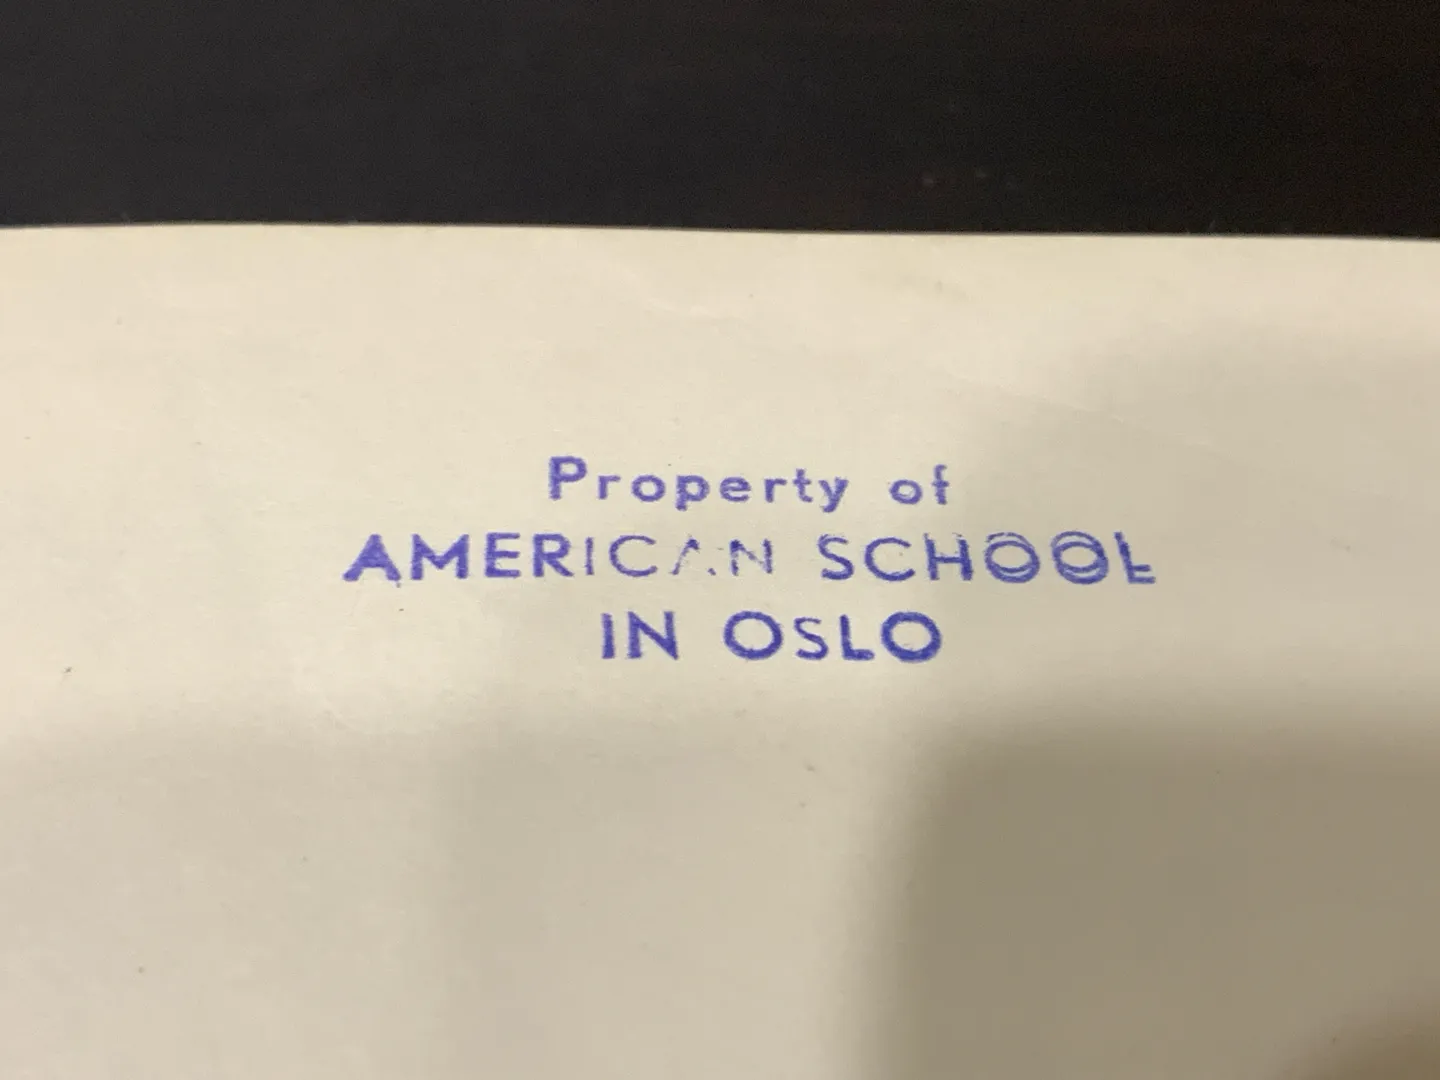 Property of
AMERICAN SCHOOL
IN OSLO